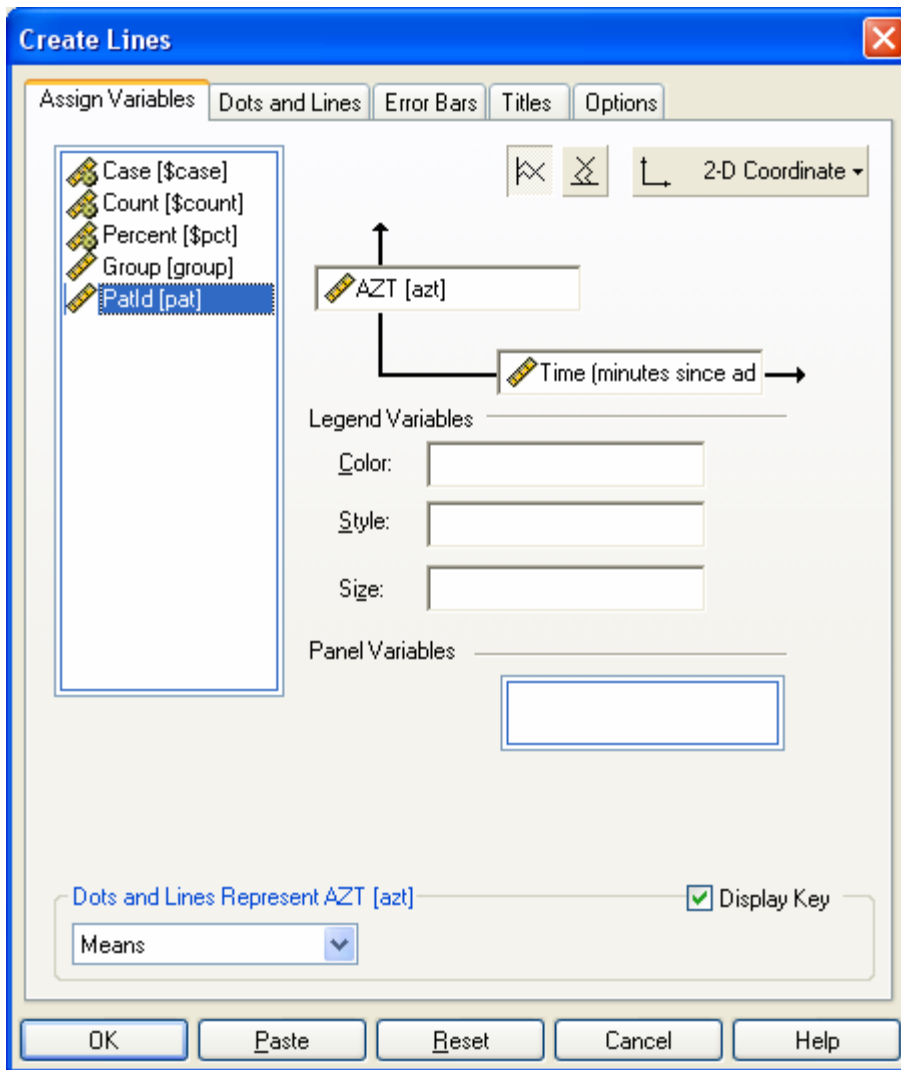 Create Lines
Assign Variables
Dots and Lines
Error Bars
Titles
Options
Case [$case]
Count [$count]
Percent [$pct]
Group [group]
PatId [pat]
2-D Coordinate
AZT [azt]
Time (minutes since ad
Legend Variables
Color:
Style:
Size:
Panel Variables
Dots and Lines Represent AZT [azt]
Display Key
Means
OK
Paste
Reset
Cancel
Help